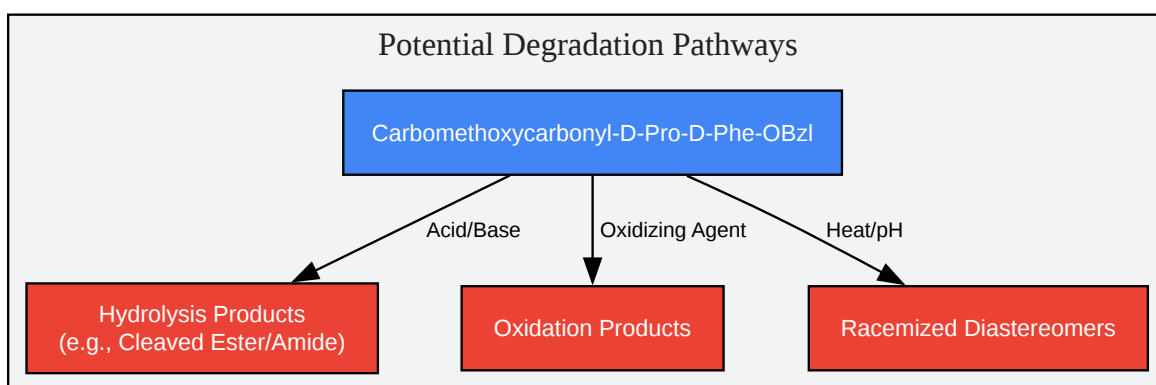 Potential Degradation Pathways
Carbomethoxycarbonyl-D-Pro-D-Phe-OBzl
Acid/Base
Oxidizing Agent
Heat/pH
Hydrolysis Products
(e.g., Cleaved Ester/Amide)
Oxidation Products
Racemized Diastereomers